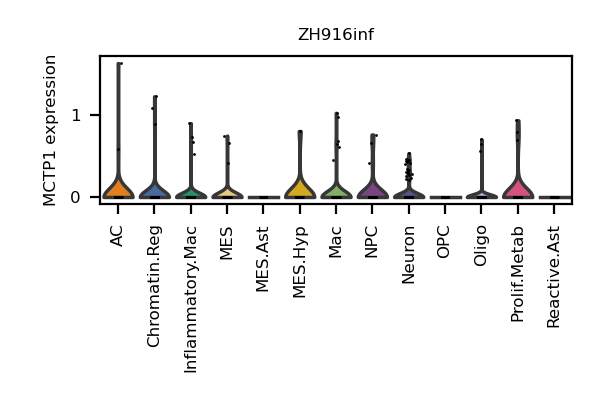 ZH916inf
MCTP1 expression
1
0
AC
Chromatin.Reg
Inflammatory.Mac
MES
MES.Ast
MES.Hyp
Mac
NPC
Neuron
OPC
Oligo
Prolif.Metab
Reactive.Ast